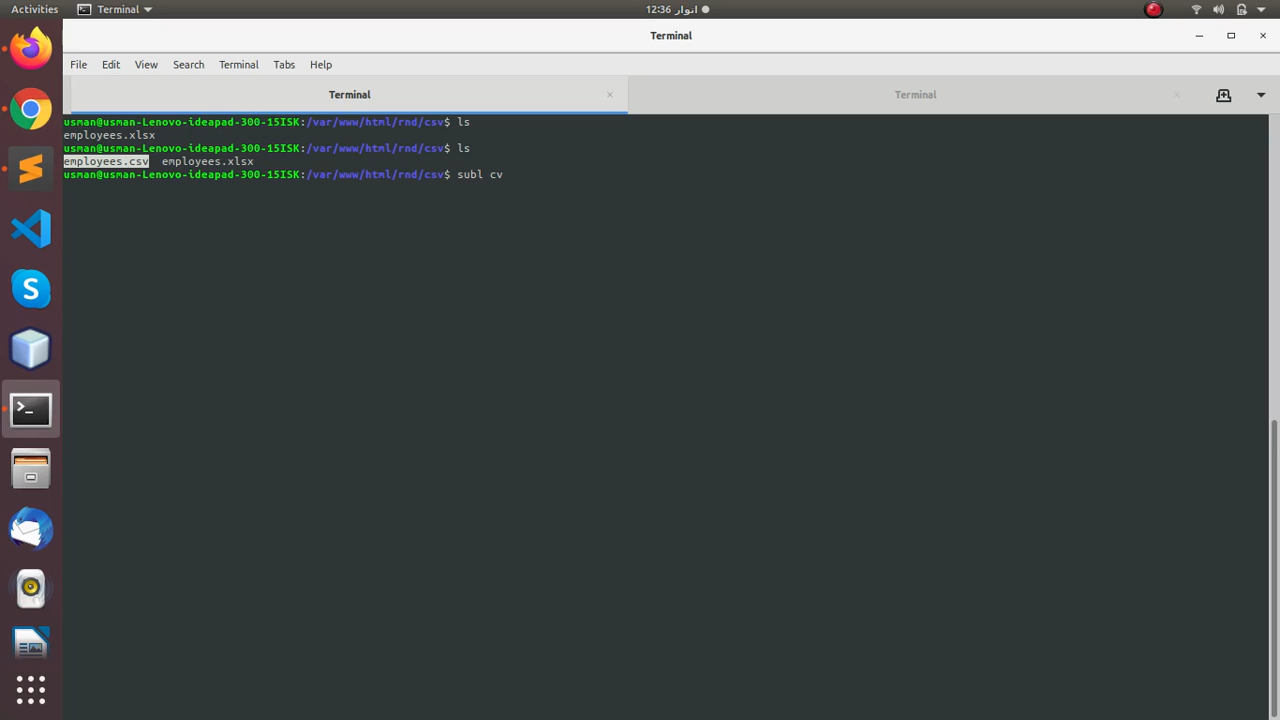 Activities Terminal 12:36 انوار
Terminal
File Edit View Search Terminal Tabs Help
Terminal Terminal
usman@usman-Lenovo-ideapad-300-15ISK:/var/www/html/rnd/csv$ ls
employees.xlsx
usman@usman-Lenovo-ideapad-300-15ISK:/var/www/html/rnd/csv$ ls
employees.csv employees.xlsx
usman@usman-Lenovo-ideapad-300-15ISK:/var/www/html/rnd/csv$ subl cv